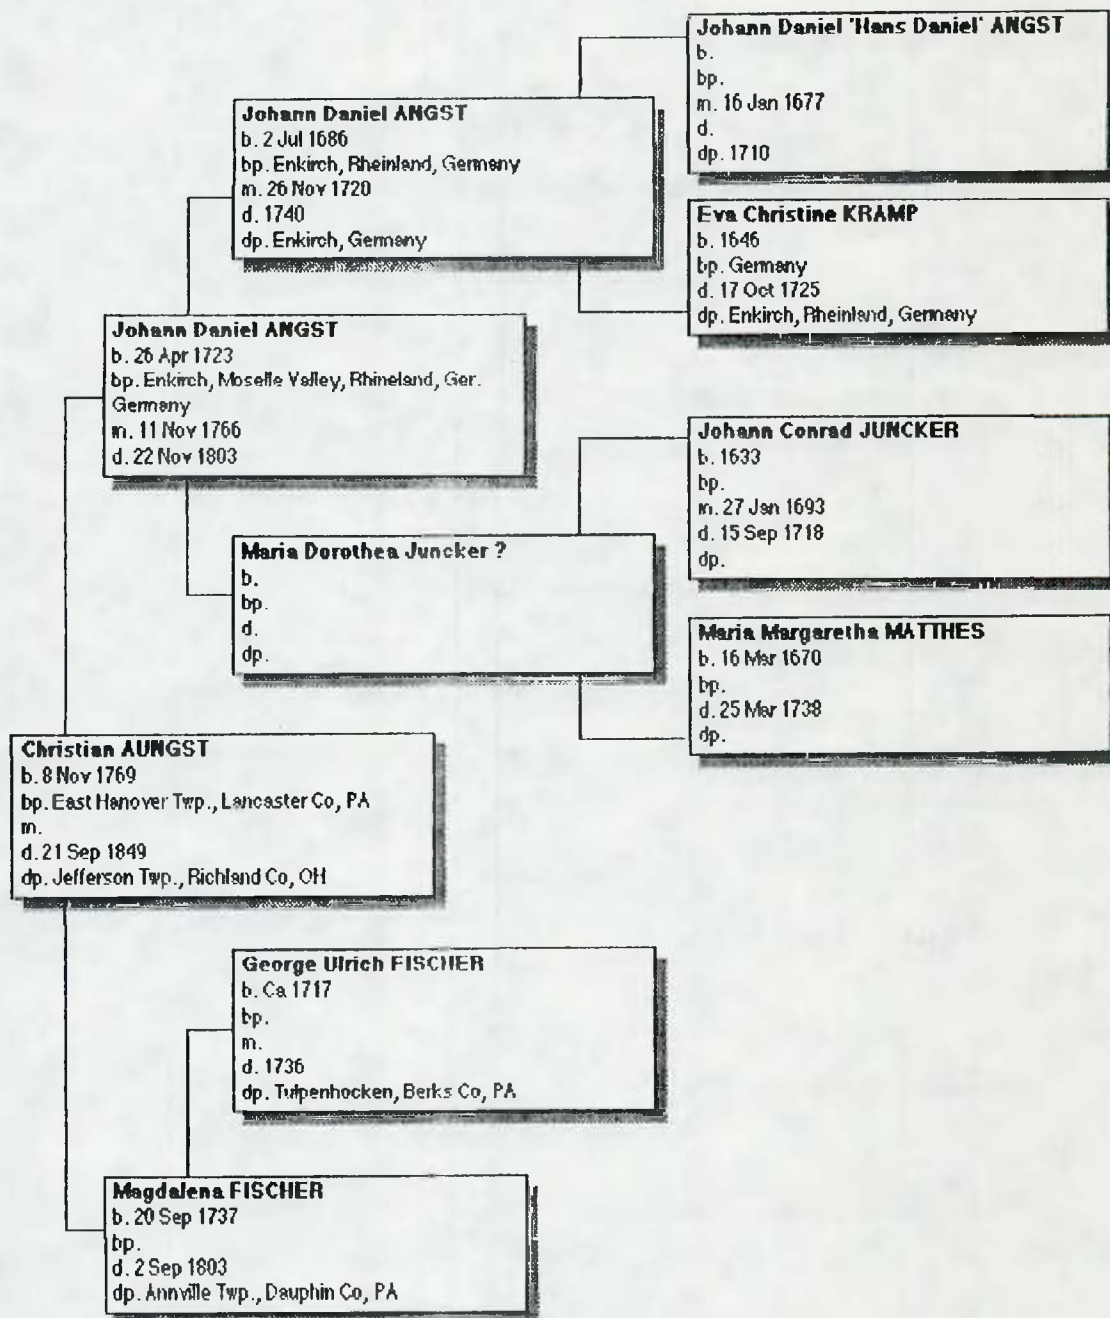 Johann Daniel 'Hans Daniel' ANGST
b.
bp.
m. 16 Jan 1677
d.
dp. 1710
Johann Daniel ANGST
b. 2 Jul 1686
bp. Enkirch, Rheinland, Germany
m. 26 Nov 1720
d. 1740
dp. Enkirch, Germany
Eva Christine KRAMP
b. 1646
bp. Germany
d. 17 Oct 1725
dp. Enkirch, Rheinland, Germany
Johann Daniel ANGST
b. 26 Apr 1723
bp. Enkirch, Moselle Valley, Rhineland, Ger.
Germany
m. 11 Nov 1766
d. 22 Nov 1803
Johann Conrad JUNCKER
b. 1633
bp.
m. 27 Jan 1693
d. 15 Sep 1718
dp.
Maria Dorothea Juncker ?
b.
bp.
d.
dp.
Maria Margaretha MATTHES
b. 16 Mar 1670
bp.
d. 25 Mar 1738
dp.
Christian AUNGST
b. 8 Nov 1769
bp. East Hanover Twp., Lancaster Co, PA
m.
d. 21 Sep 1849
dp. Jefferson Twp., Richland Co, OH
George Ulrich FISCHER
b. Ca 1717
bp.
m.
d. 1736
dp. Tulpenhocken, Berks Co, PA
Magdalena FISCHER
b. 20 Sep 1737
bp.
d. 2 Sep 1803
dp. Annville Twp., Dauphin Co, PA